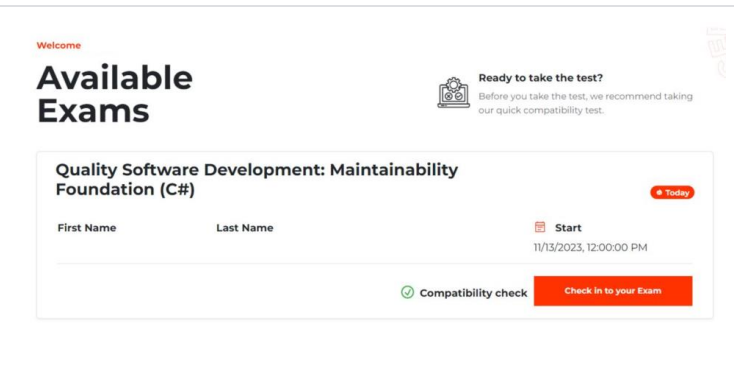 Welcome
Available
Exams
Ready to take the test?
Before you take the test, we recommend taking
our quick compatibility test.
Quality Software Development: Maintainability
Foundation (C#)
Today
First Name
Last Name
Start
11/13/2023, 12:00:00 PM
Compatibility check
Check in to your Exam